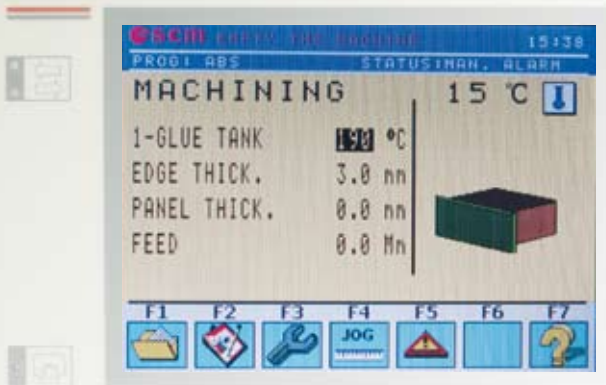 scm EMPTY THE MACHINE 15:38
PROG: ABS STATUS:MAN. ALARM
MACHINING 15 °C
1-GLUE TANK 190 °C
EDGE THICK. 3.0 mm
PANEL THICK. 0.0 mm
FEED 0.0 Mn
F1 F2 F3 F4 F5 F6 F7
JOG